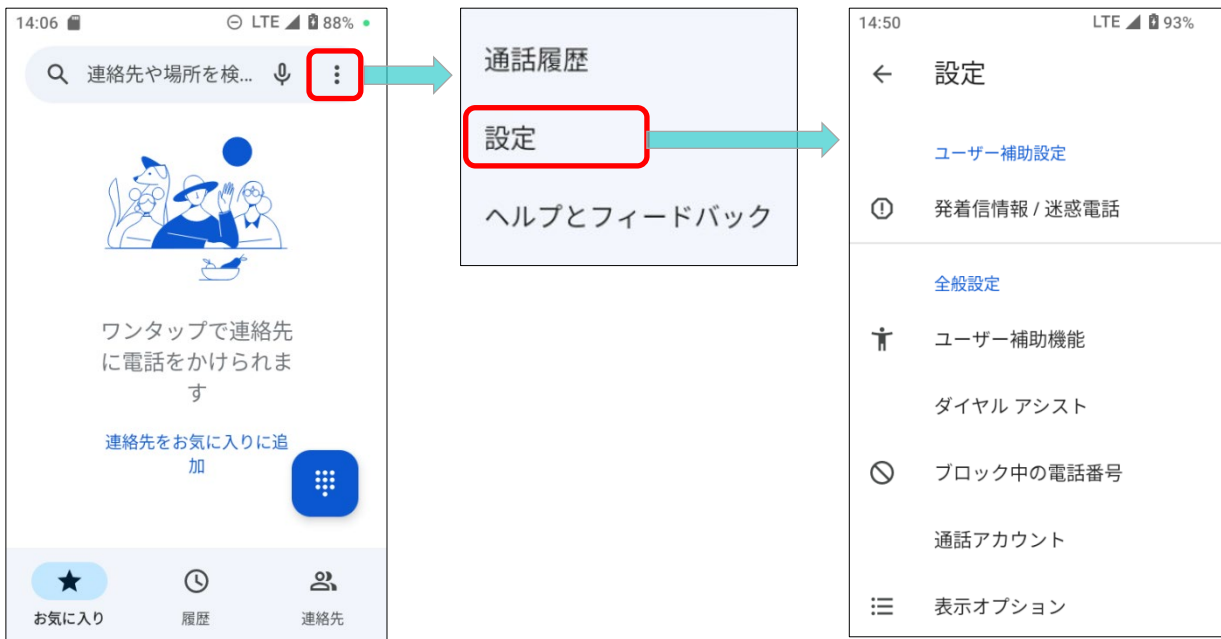 14:06 LTE 88%
連絡先や場所を検...
ワンタップで連絡先
に電話をかけられま
す
連絡先をお気に入りに追
加
お気に入り 履歴 連絡先
通話履歴
設定
ヘルプとフィードバック
14:50 LTE 93%
設定
ユーザー補助設定
発着信情報 / 迷惑電話
全般設定
ユーザー補助機能
ダイヤル アシスト
ブロック中の電話番号
通話アカウント
表示オプション